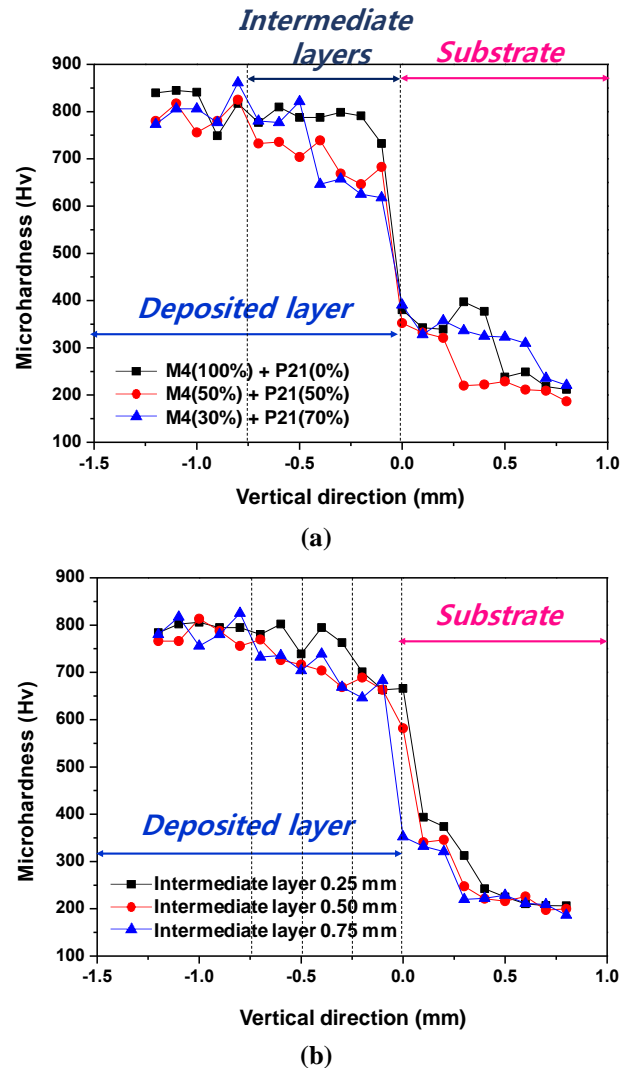 Intermediate
layers
Substrate
900
800
700
600
500
400
300
200
100
Microhardness (Hv)
Deposited layer
M4(100%) + P21(0%)
M4(50%) + P21(50%)
M4(30%) + P21(70%)
-1.5
-1.0
-0.5
0.0
0.5
1.0
Vertical direction (mm)
(a)
900
800
700
600
500
400
300
200
100
Microhardness (Hv)
Substrate
Deposited layer
Intermediate layer 0.25 mm
Intermediate layer 0.50 mm
Intermediate layer 0.75 mm
-1.5
-1.0
-0.5
0.0
0.5
1.0
Vertical direction (mm)
(b)